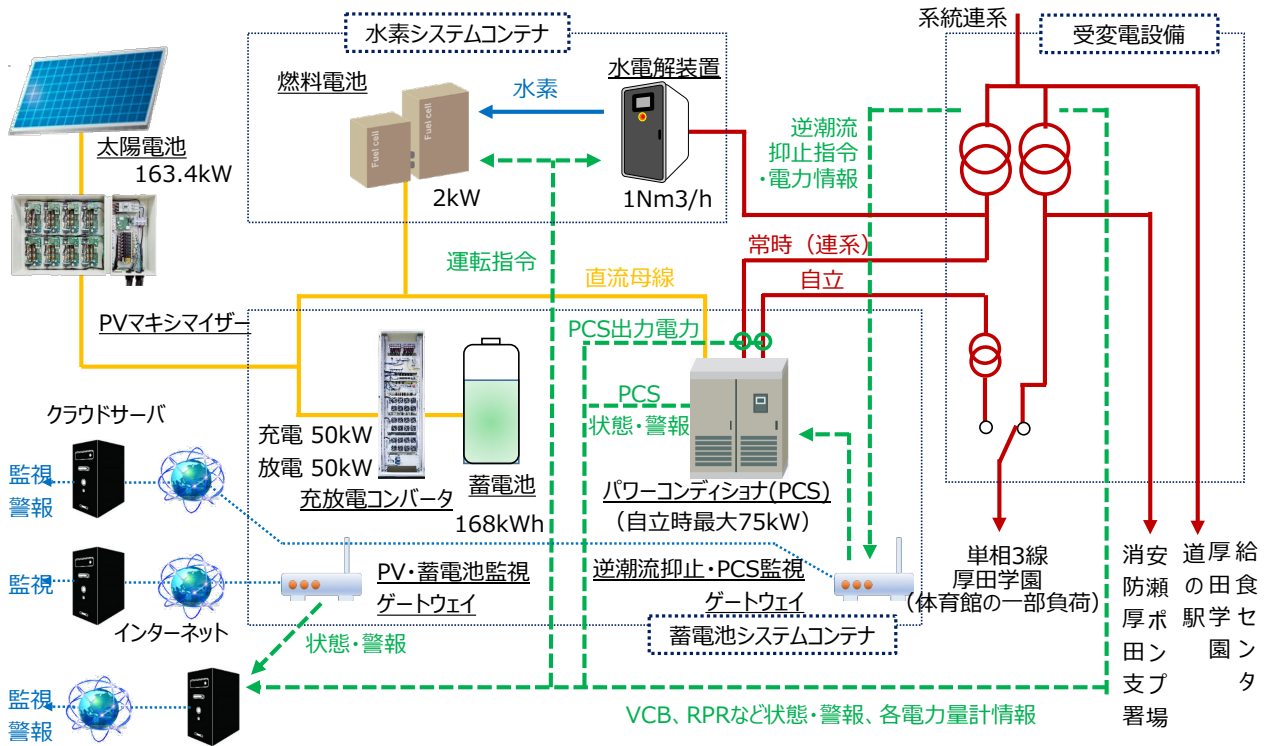 系統連系
水素システムコンテナ
受変電設備
燃料電池
水電解装置
水素
Fuel cell
Fuel cell
太陽電池
163.4kW
逆潮流
抑止指令
・電力情報
2kW
1Nm3/h
常時（連系）
運転指令
直流母線
自立
PVマキシマイザー
PCS出力電力
PCS
状態・警報
クラウドサーバ
充電 50kW
放電 50kW
充放電コンバータ
蓄電池
168kWh
パワーコンディショナ(PCS)
（自立時最大75kW）
監視
警報
監視
インターネット
PV・蓄電池監視
ゲートウェイ
逆潮流抑止・PCS監視
ゲートウェイ
蓄電池システムコンテナ
状態・警報
単相3線
厚田学園
（体育館の一部負荷）
給食センタ
厚田学園
道の駅
安瀬ポンプ場
消防厚田支署
監視
警報
VCB、RPRなど状態・警報、各電力量計情報